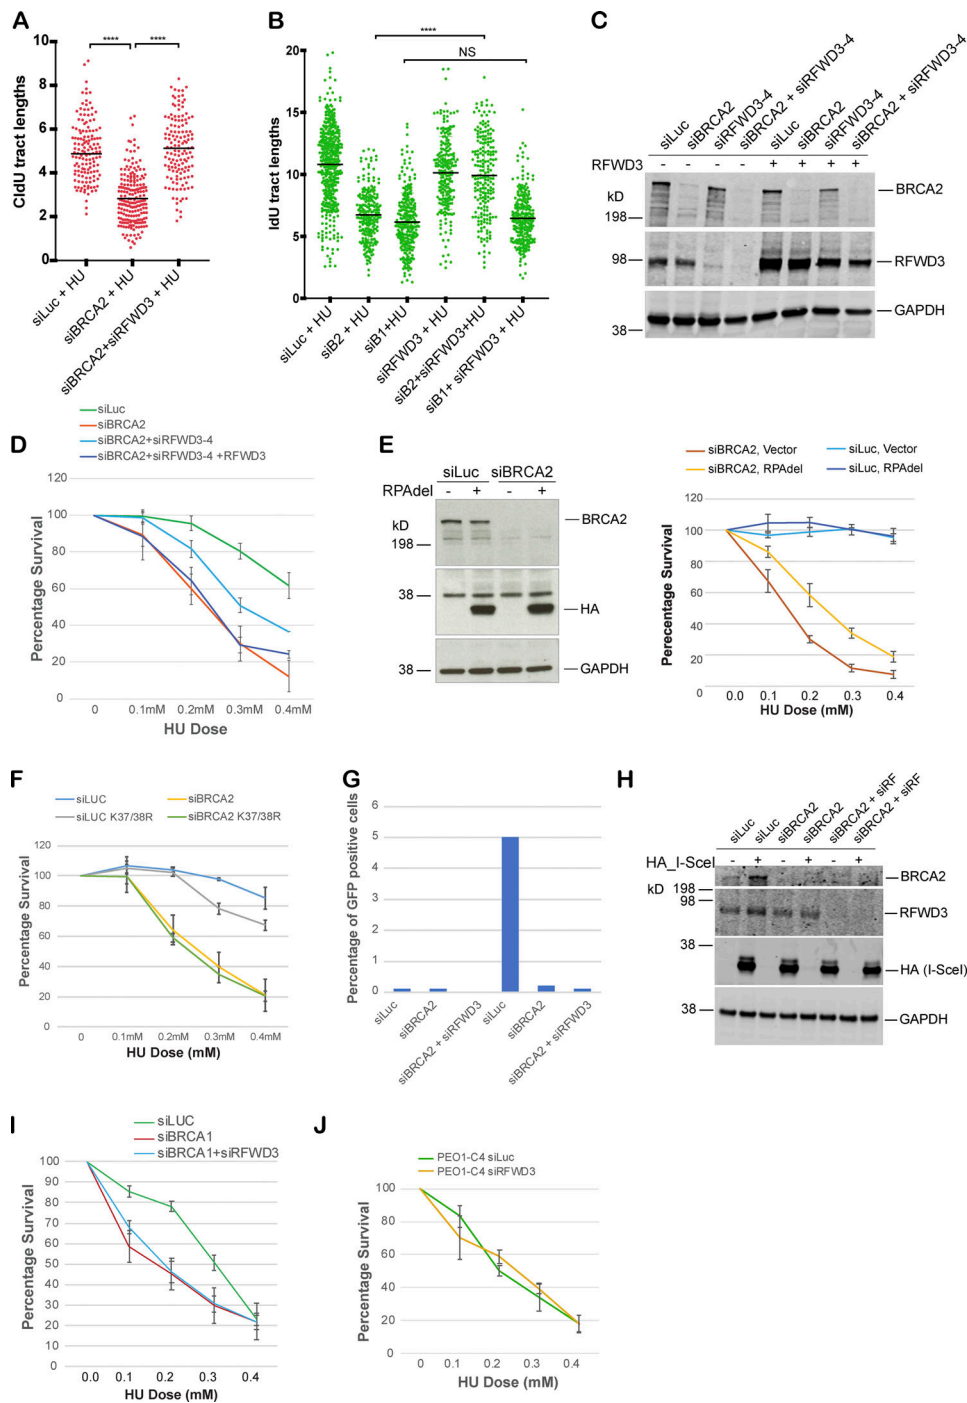 A
****
****
CldU tract lengths
10
8
6
4
2
0
siLuc + HU
siBRCA2 + HU
siBRCA2+siRFWD3 + HU
B
****
NS
IdU tract lengths
20
15
10
5
0
siLuc + HU
siB2 + HU
siB1+HU
siRFWD3 + HU
siB2+siRFWD3+HU
siB1+ siRFWD3 + HU
C
siLuc
siBRCA2
siRFWD3-4
siBRCA2 + siRFWD3-4
siLuc
siBRCA2
siRFWD3-4
siBRCA2 + siRFWD3-4
RFWD3 - - - - + + + +
kD
198
BRCA2
98
RFWD3
GAPDH
38
D
siLuc
siBRCA2
siBRCA2+siRFWD3-4
siBRCA2+siRFWD3-4 +RFWD3
Percentage Survival
120
100
80
60
40
20
0
0 0.1mM 0.2mM 0.3mM 0.4mM
HU Dose
E
siLuc siBRCA2
RPAdel - + - +
kD
BRCA2
198
38
HA
38
GAPDH
siBRCA2, Vector
siLuc, Vector
siBRCA2, RPAdel
siLuc, RPAdel
Perecentage Survival
120
100
80
60
40
20
0
0.0 0.1 0.2 0.3 0.4
HU Dose (mM)
F
siLUC
siBRCA2
siLUC K37/38R
siBRCA2 K37/38R
Percentage Survival
120
100
80
60
40
20
0
0 0.1mM 0.2mM 0.3mM 0.4mM
HU Dose (mM)
G
Percentage of GFP positive cells
6
5
4
3
2
1
0
siLuc
siBRCA2
siBRCA2 + siRFWD3
siLuc
siBRCA2
siBRCA2 + siRFWD3
H
siLuc
siLuc
siBRCA2
siBRCA2
siBRCA2 + siRF
siBRCA2 + siRF
HA_I-SceI - + - + - +
kD
198
98
BRCA2
RFWD3
38
HA (I-SceI)
38
GAPDH
I
siLUC
siBRCA1
siBRCA1+siRFWD3
Percentage Survival
100
90
80
70
60
50
40
30
20
10
0
0.0 0.1 0.2 0.3 0.4
HU Dose (mM)
J
PEO1-C4 siLuc
PEO1-C4 siRFWD3
Percentage Survival
100
80
60
40
20
0
0 0.1 0.2 0.3 0.4
HU Dose (mM)